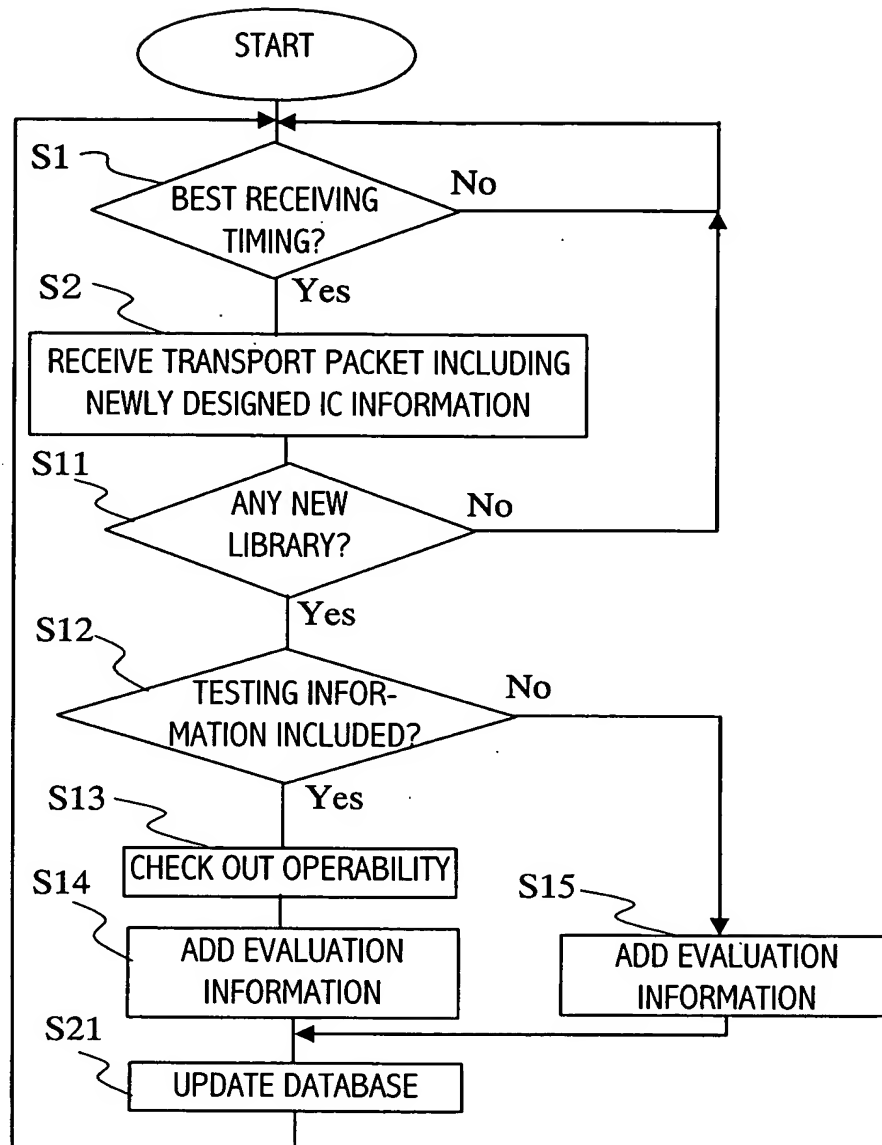 START
S1
No
BEST RECEIVING
TIMING?
S2
Yes
RECEIVE TRANSPORT PACKET INCLUDING
NEWLY DESIGNED IC INFORMATION
S11
No
ANY NEW
LIBRARY?
Yes
S12
No
TESTING INFOR-
MATION INCLUDED?
Yes
S13
CHECK OUT OPERABILITY
S14
S15
ADD EVALUATION
INFORMATION
ADD EVALUATION
INFORMATION
S21
UPDATE DATABASE